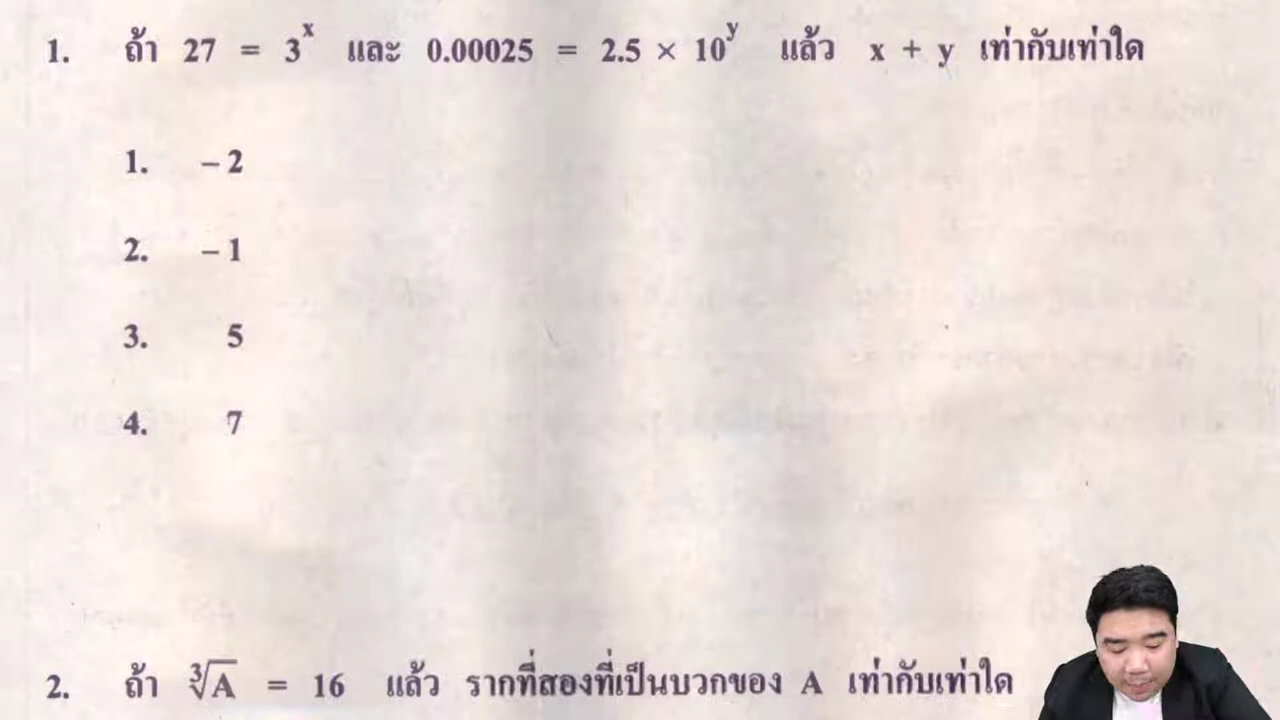 1. ถ้า 27 = 3^x และ 0.00025 = 2.5 × 10^y แล้ว x + y เท่ากับเท่าใด
1. – 2
2. – 1
3. 5
4. 7
2. ถ้า ∛A = 16 แล้ว รากที่สองที่เป็นบวกของ A เท่ากับเท่าใด